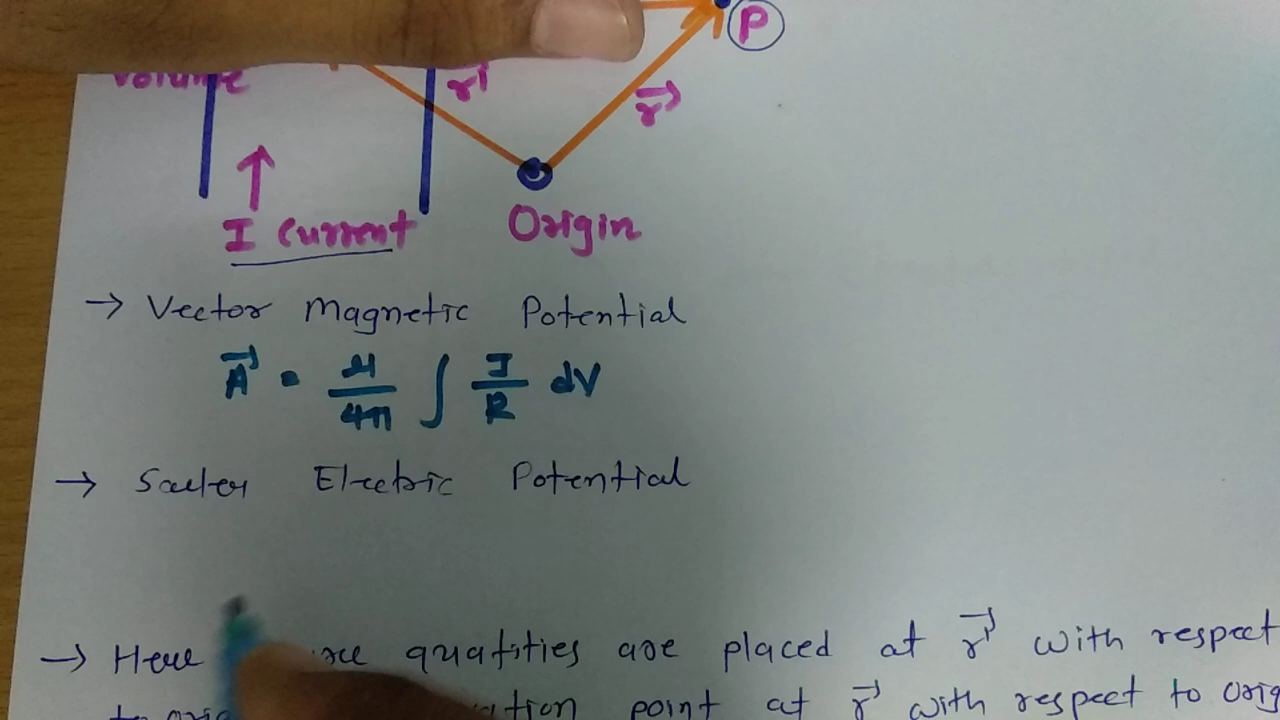 P
Volume
r'
r
I Current
Origin
→ Vector Magnetic Potential
A = μ/4π ∫ J/R dV
→ Electric Potential
→ Here quatities are placed at r' with respect
point at r with respect to